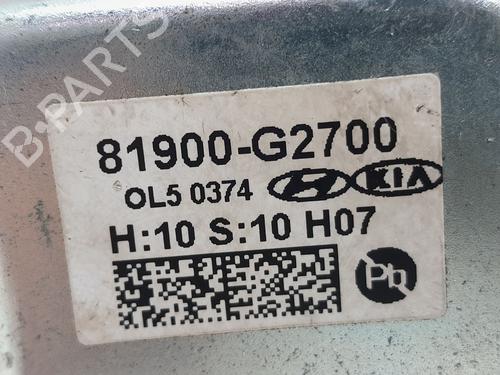 B-PARTS
81900-G2700
OL5 0374 KIA
H:10 S:10 H07
Pb